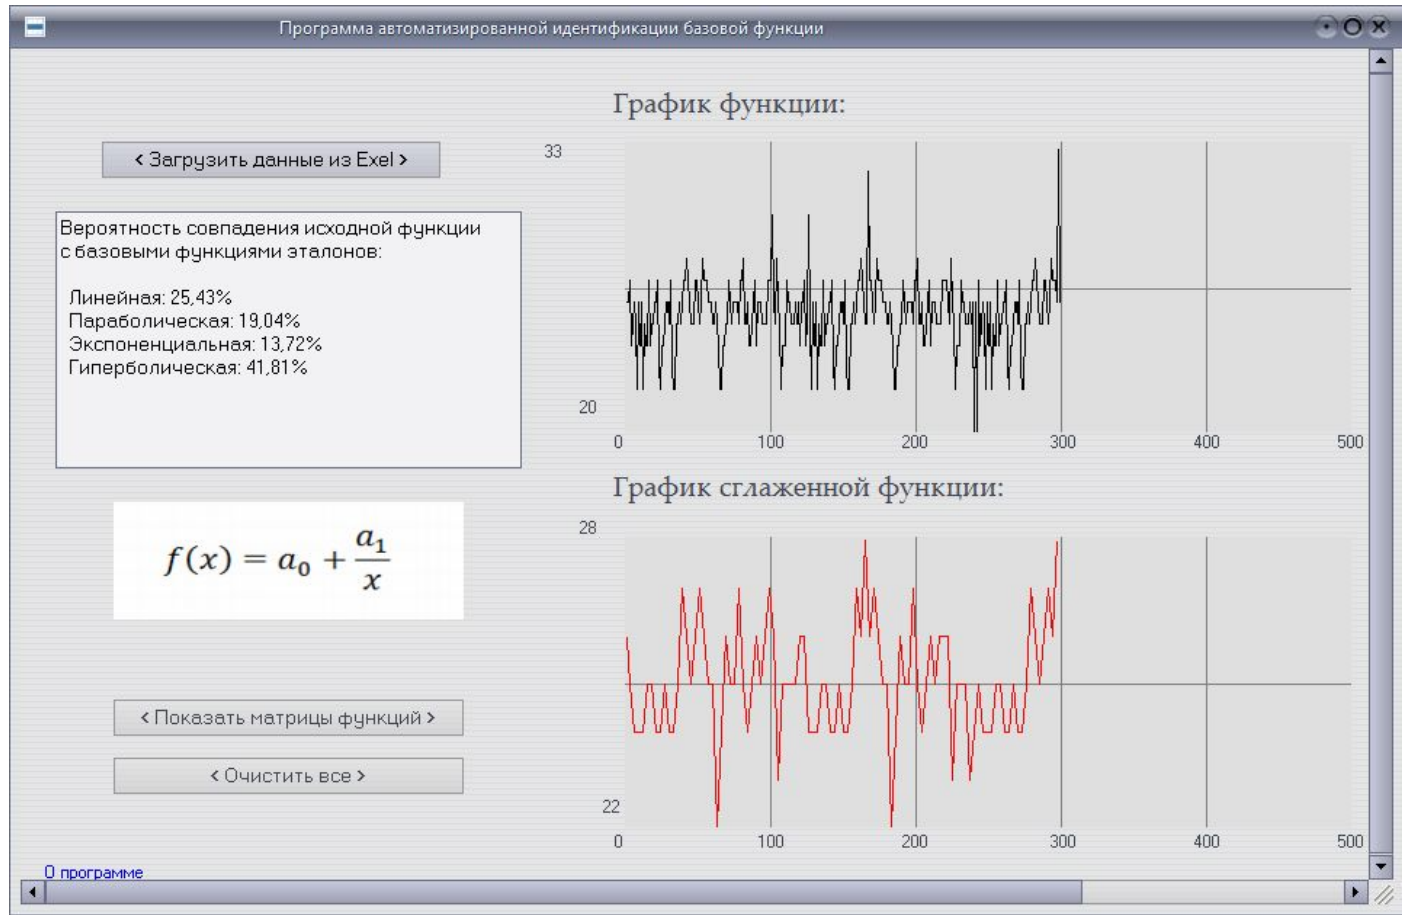 Программа автоматизированной идентификации базовой функции
График функции:
< Загрузить данные из Exel >
33
Вероятность совпадения исходной функции
с базовыми функциями эталонов:
Линейная: 25,43%
Параболическая: 19,04%
Экспоненциальная: 13,72%
Гиперболическая: 41,81%
20
0 100 200 300 400 500
График сглаженной функции:
28
f(x) = a₀ + a₁/x
< Показать матрицы функций >
< Очистить все >
22
0 100 200 300 400 500
О программе